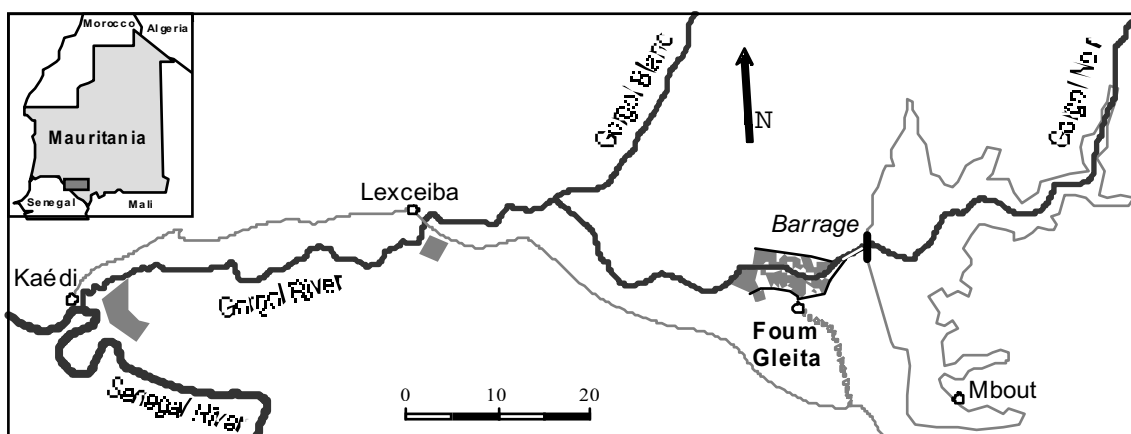 Morocco
Algeria
Mauritania
Senegal
Mali
Gorgol Blanc
N
Gorgol Noir
Lexceiba
Barrage
Kaédi
Gorgol River
Foum
Gleita
Mbout
Senegal River
0 10 20